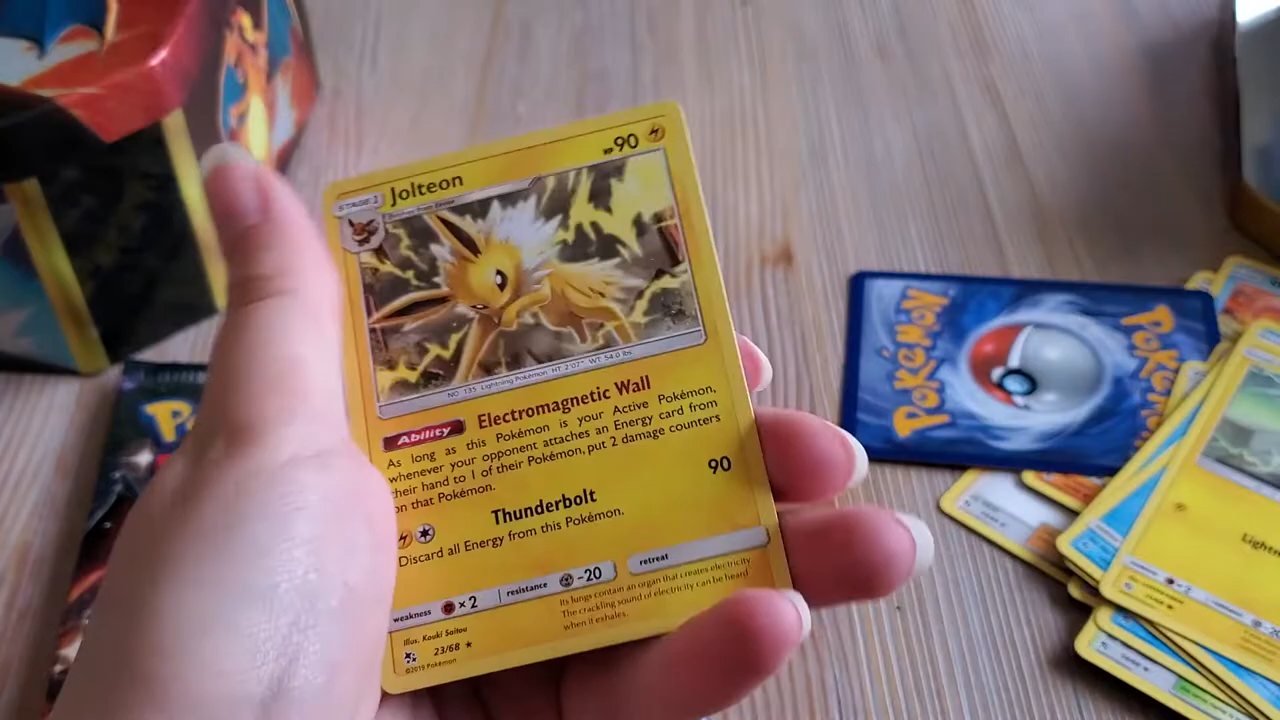 STAGE 1
Jolteon
HP 90
Evolves from Eevee
NO. 135 Lightning Pokémon HT: 2'07" WT: 54.0 lbs.
Ability Electromagnetic Wall
As long as this Pokémon is your Active Pokémon,
whenever your opponent attaches an Energy card from
their hand to 1 of their Pokémon, put 2 damage counters
on that Pokémon.
Thunderbolt 90
Discard all Energy from this Pokémon.
weakness ×2 resistance -20 retreat
Its lungs contain an organ that creates electricity.
The crackling sound of electricity can be heard
when it exhales.
Illus. Kouki Saitou
23/68 ★
©2019 Pokémon
POKÉMON
POKÉMON
Po
Light
×2